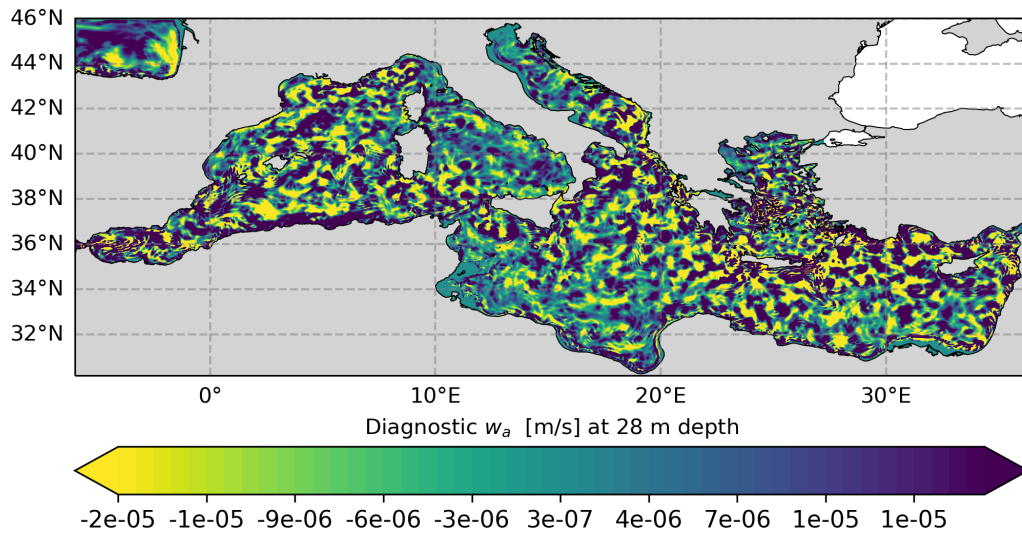 46°N
44°N
42°N
40°N
38°N
36°N
34°N
32°N
0° 10°E 20°E 30°E
Diagnostic wₐ [m/s] at 28 m depth
-2e-05 -1e-05 -9e-06 -6e-06 -3e-06 3e-07 4e-06 7e-06 1e-05 1e-05